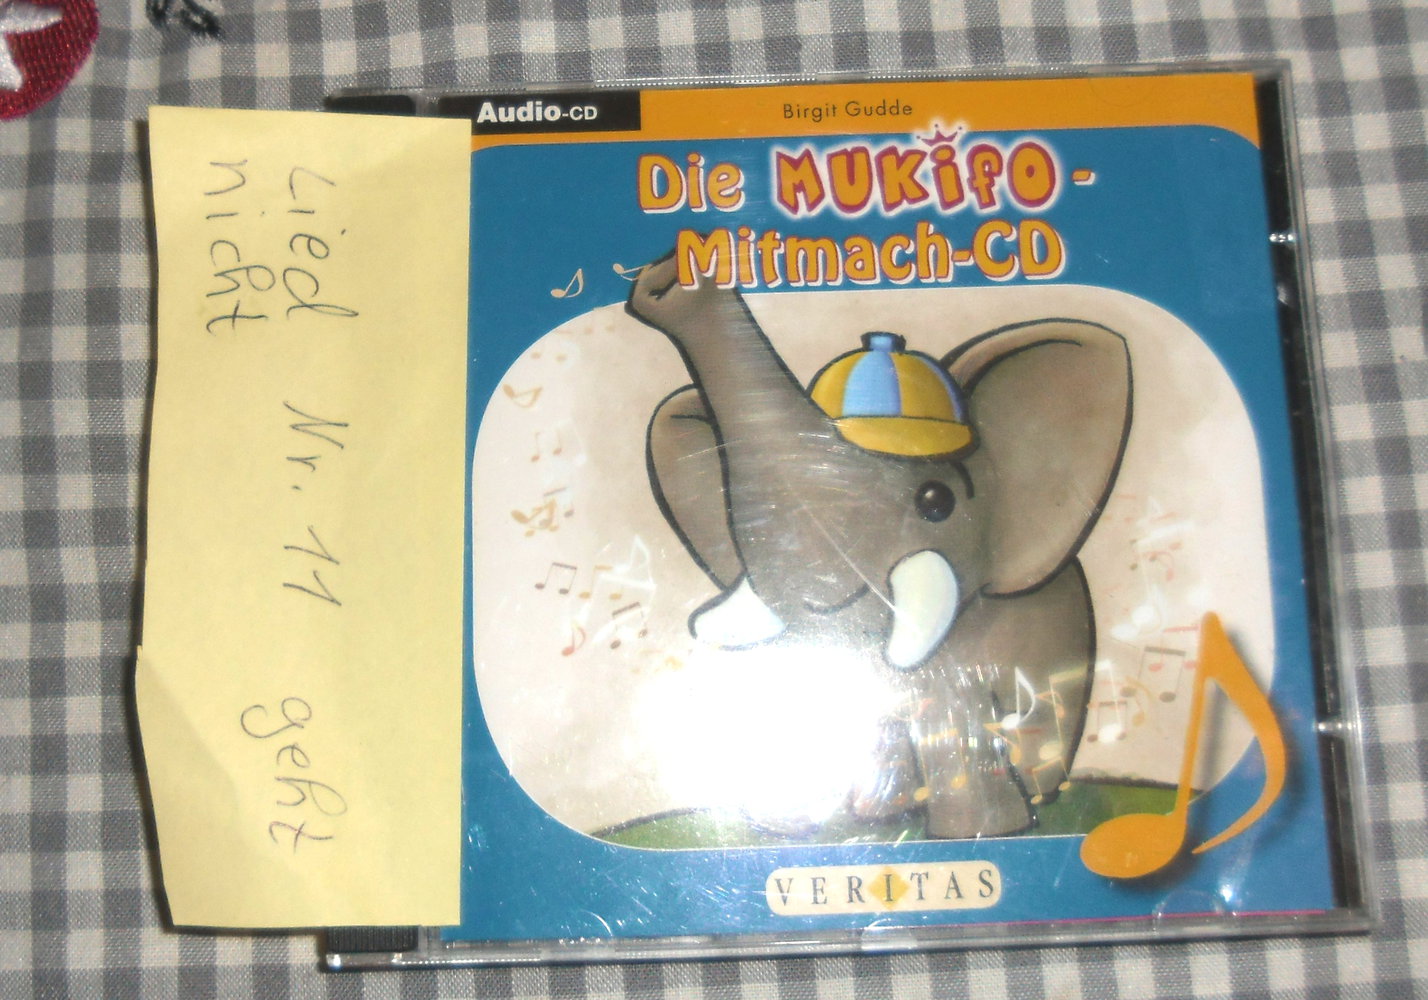 Audio-CD
Birgit Gudde
Die MUKiFO-
Mitmach-CD
VERITAS
Lied Nr. 11 geht
nicht